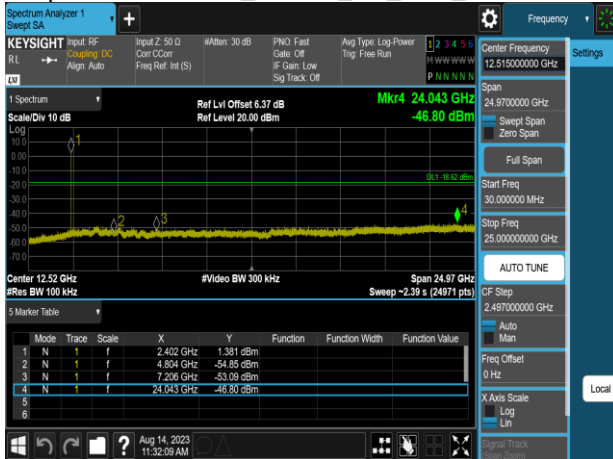 Spectrum Analyzer 1
Swept SA
+
Frequency
KEYSIGHT
RL
LXI
Input: RF
Coupling: DC
Align: Auto
Input Z: 50 Ω
Corr CCorr
Freq Ref: Int (S)
#Atten: 30 dB
PNO: Fast
Gate: Off
IF Gain: Low
Sig Track: Off
Avg Type: Log-Power
Trig: Free Run
1 2 3 4 5 6
M W W W W W
P N N N N N
1 Spectrum
Scale/Div 10 dB
Ref Lvl Offset 6.37 dB
Ref Level 20.00 dBm
Mkr4 24.043 GHz
-46.80 dBm
Log
10.0
0.00
-10.0
-20.0
-30.0
-40.0
-50.0
-60.0
-70.0
1
2
3
4
DL1 -18.62 dBm
Center 12.52 GHz
#Res BW 100 kHz
#Video BW 300 kHz
Span 24.97 GHz
Sweep ~2.39 s (24971 pts)
5 Marker Table
Mode Trace Scale X Y Function Function Width Function Value
1 N 1 f 2.402 GHz 1.381 dBm
2 N 1 f 4.804 GHz -54.85 dBm
3 N 1 f 7.206 GHz -53.09 dBm
4 N 1 f 24.043 GHz -46.80 dBm
5
6
?
Aug 14, 2023
11:32:09 AM
Center Frequency
12.515000000 GHz
Span
24.9700000 GHz
Swept Span
Zero Span
Full Span
Start Freq
30.000000 MHz
Stop Freq
25.000000000 GHz
AUTO TUNE
CF Step
2.497000000 GHz
Auto
Man
Freq Offset
0 Hz
X Axis Scale
Log
Lin
Signal Track
(Span Zoom)
Settings
Local